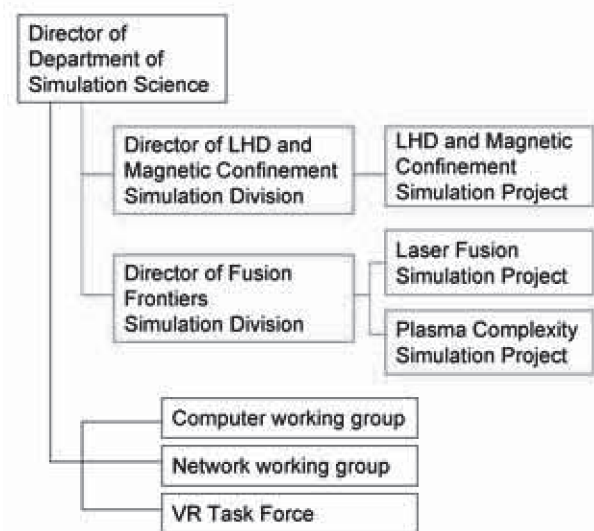 Director of
Department of
Simulation Science
Director of LHD and
Magnetic Confinement
Simulation Division
LHD and Magnetic
Confinement
Simulation Project
Director of Fusion
Frontiers
Simulation Division
Laser Fusion
Simulation Project
Plasma Complexity
Simulation Project
Computer working group
Network working group
VR Task Force